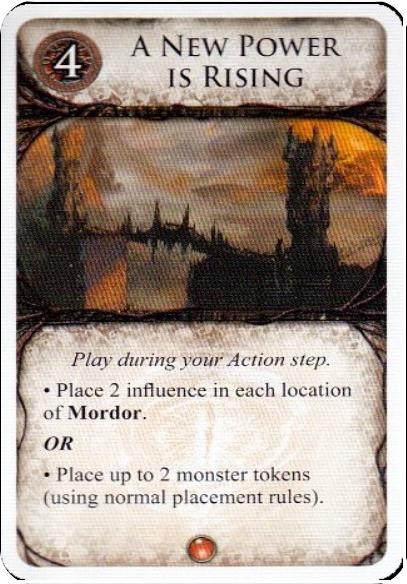 4
A New Power
is Rising
Play during your Action step.
• Place 2 influence in each location
of Mordor.
OR
• Place up to 2 monster tokens
(using normal placement rules).